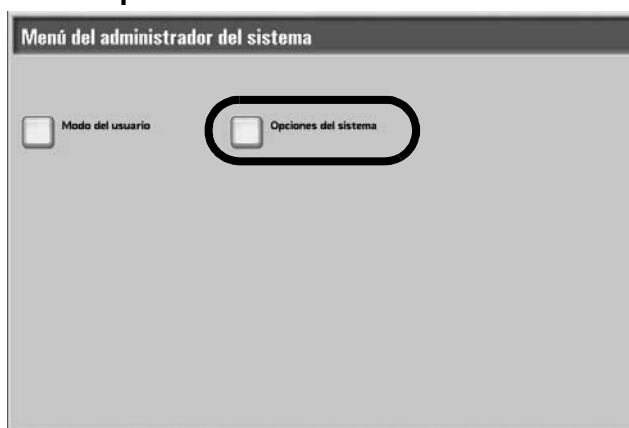 Menú del administrador del sistema
Modo del usuario
Opciones del sistema